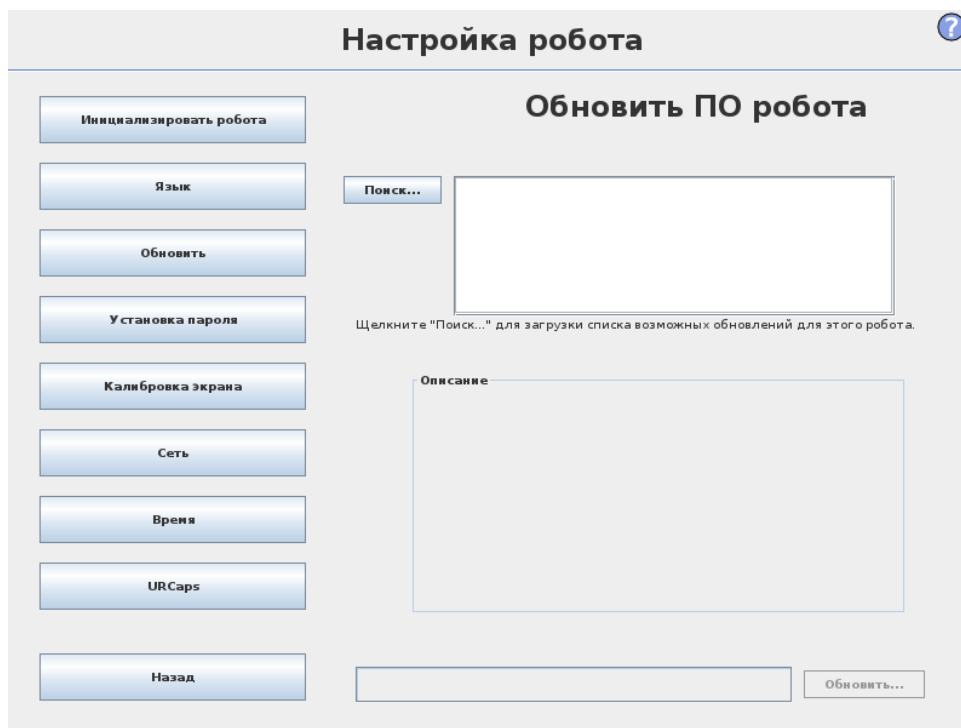 Настройка робота
?
Инициализировать робота
Язык
Обновить
Установка пароля
Калибровка экрана
Сеть
Время
URCaps
Назад
Обновить ПО робота
Поиск...
Щелкните "Поиск..." для загрузки списка возможных обновлений для этого робота.
Описание
Обновить...